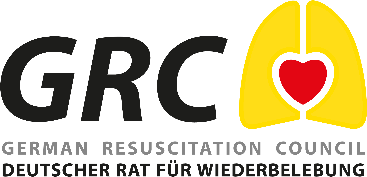 GRC
GERMAN RESUSCITATION COUNCIL
DEUTSCHER RAT FÜR WIEDERBELEBUNG